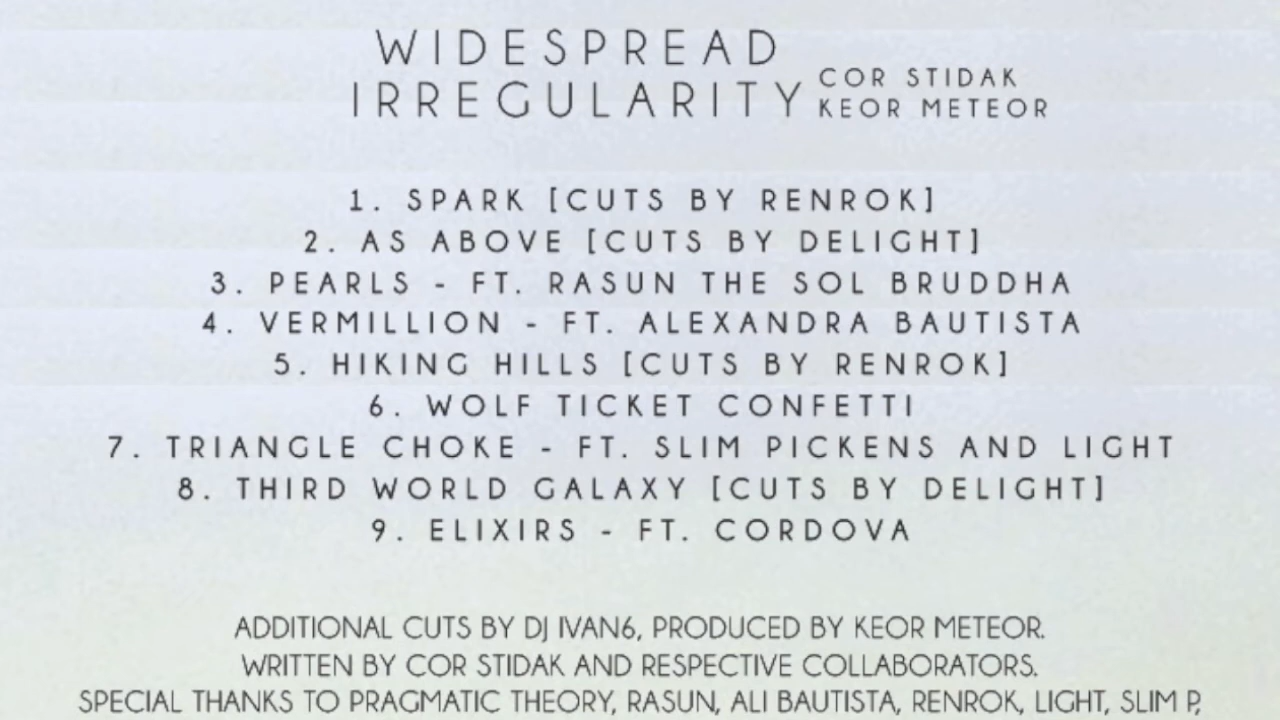 WIDESPREAD
IRREGULARITY
COR STIDAK
KEOR METEOR
1. SPARK [CUTS BY RENROK]
2. AS ABOVE [CUTS BY DELIGHT]
3. PEARLS - FT. RASUN THE SOL BRUDDHA
4. VERMILLION - FT. ALEXANDRA BAUTISTA
5. HIKING HILLS [CUTS BY RENROK]
6. WOLF TICKET CONFETTI
7. TRIANGLE CHOKE - FT. SLIM PICKENS AND LIGHT
8. THIRD WORLD GALAXY [CUTS BY DELIGHT]
9. ELIXIRS - FT. CORDOVA
ADDITIONAL CUTS BY DJ IVAN6, PRODUCED BY KEOR METEOR.
WRITTEN BY COR STIDAK AND RESPECTIVE COLLABORATORS.
SPECIAL THANKS TO PRAGMATIC THEORY, RASUN, ALI BAUTISTA, RENROK, LIGHT, SLIM P,